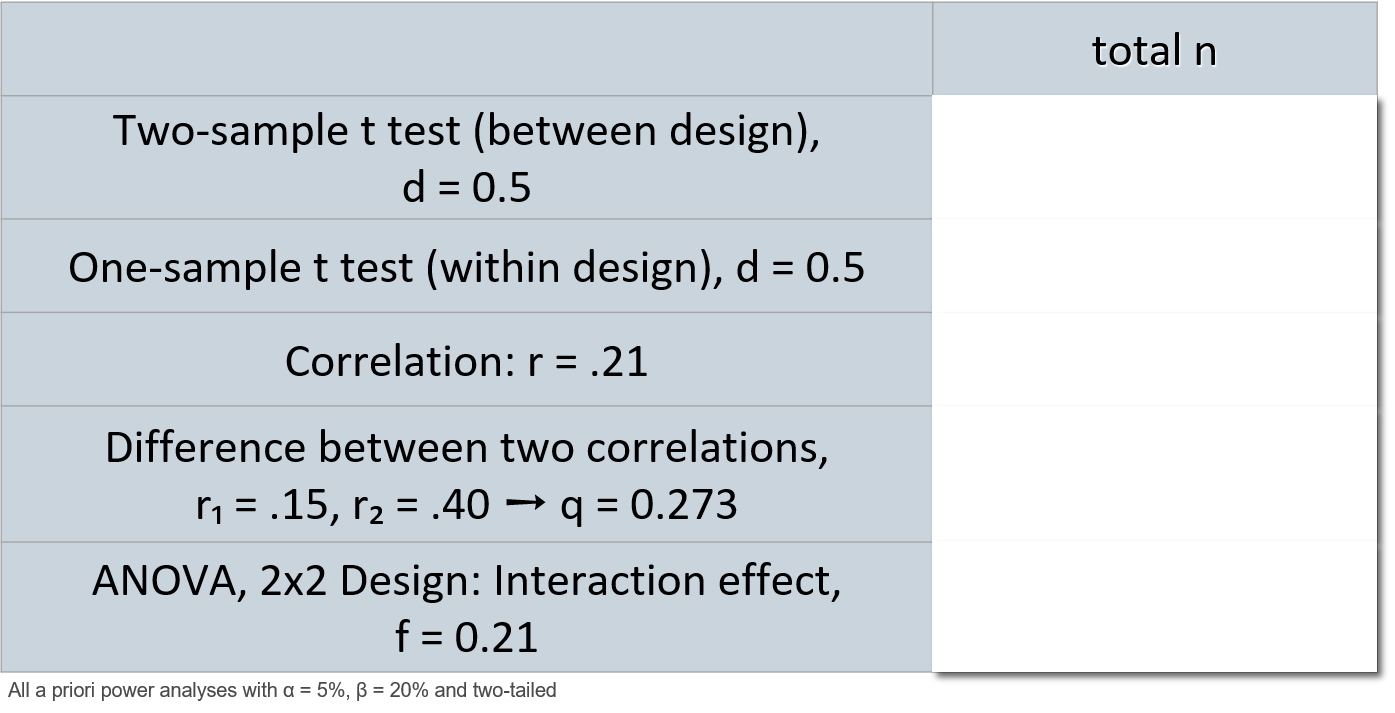 total n
Two-sample t test (between design),
d = 0.5
One-sample t test (within design), d = 0.5
Correlation: r = .21
Difference between two correlations,
r₁ = .15, r₂ = .40 → q = 0.273
ANOVA, 2x2 Design: Interaction effect,
f = 0.21
All a priori power analyses with α = 5%, β = 20% and two-tailed